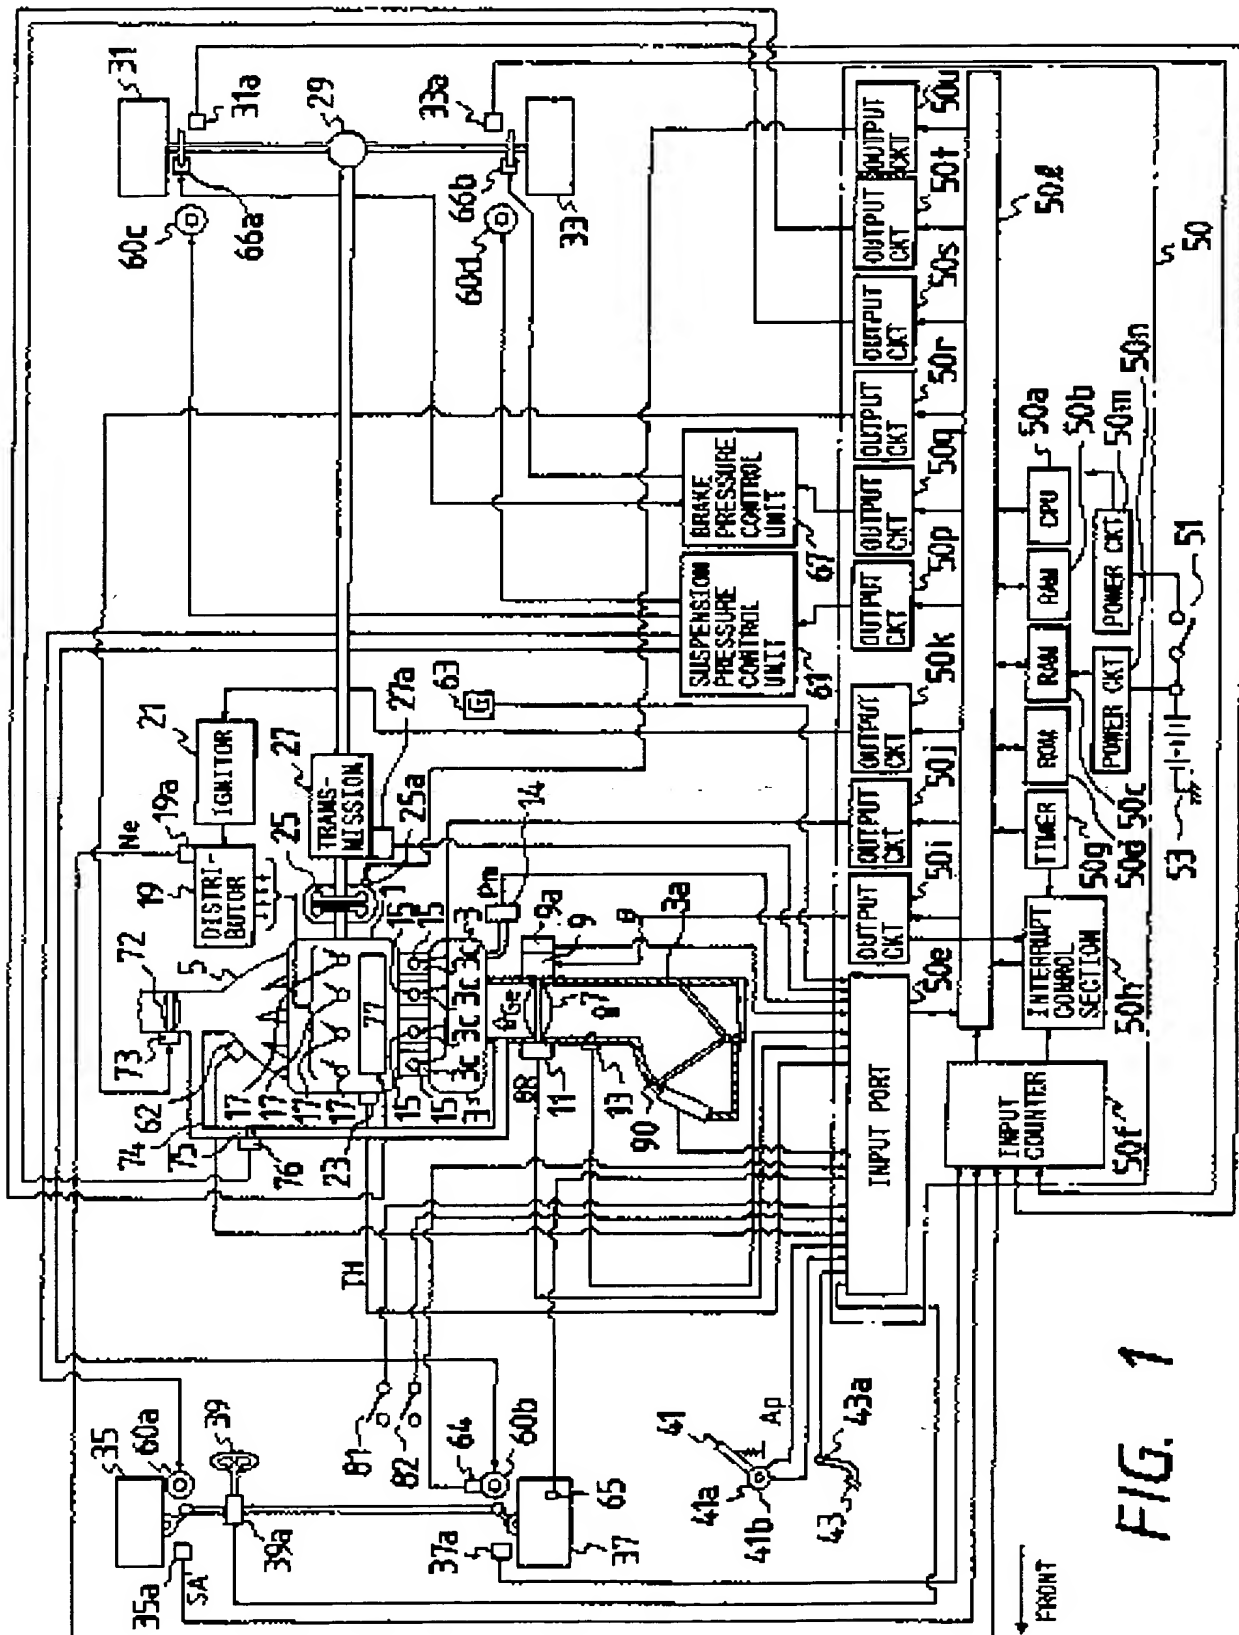 31
31a
29
33a
33
66a
66b
60c
60d
21
IGNITOR
19a
Ne
19
DISTRI-
BUTOR
25
27
TRANS-
MISSION
27a
25a
63
G
1
14
Pm
72
73
5
62
74
75
76
17
17
17
17
77
23
15
15
15
15
3
3c
3c
3c
3c
9a
9
7
3a
Ge
11
13
90
TH
35
60a
39
39a
35a
SA
81
82
64
60b
65
37
37a
41
41a
41b
Ap
43
43a
SUSPENSION
PRESSURE
CONTROL
UNIT
61
BRAKE
PRESSURE
CONTROL
UNIT
67
INPUT PORT
50e
OUTPUT
CKT
50i
OUTPUT
CKT
50j
OUTPUT
CKT
50k
OUTPUT
CKT
50p
OUTPUT
CKT
50q
OUTPUT
CKT
50r
OUTPUT
CKT
50s
OUTPUT
CKT
50t
OUTPUT
CKT
50u
50ℓ
50
INPUT
COUNTER
50f
INTERRUPT
CONTROL
SECTION
50h
TIMER
50g
ROM
50d
RAM
50c
RAM
50b
CPU
50a
POWER CKT
50n
POWER CKT
50m
51
53
FRONT
FIG. 1